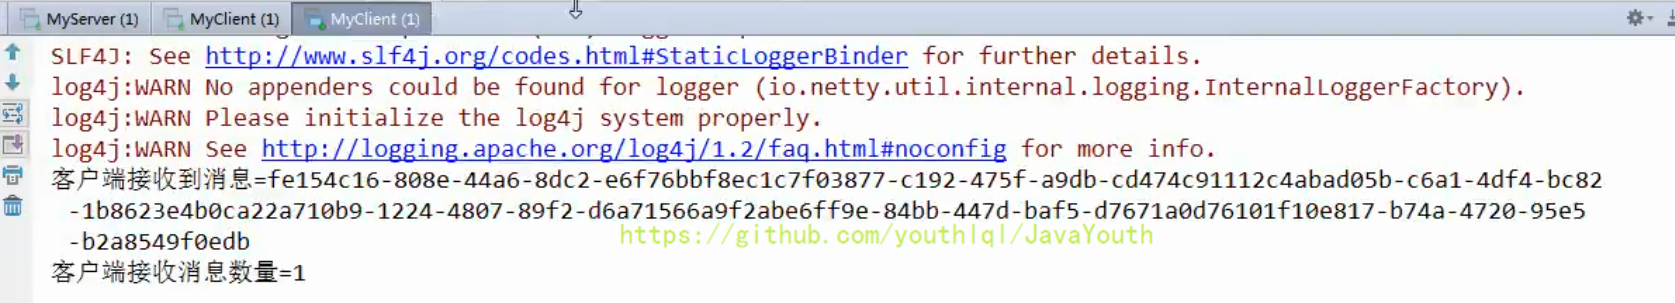 MyServer (1) MyClient (1) MyClient (1)
SLF4J: See http://www.slf4j.org/codes.html#StaticLoggerBinder for further details.
log4j:WARN No appenders could be found for logger (io.netty.util.internal.logging.InternalLoggerFactory).
log4j:WARN Please initialize the log4j system properly.
log4j:WARN See http://logging.apache.org/log4j/1.2/faq.html#noconfig for more info.
客户端接收到消息=fe154c16-808e-44a6-8dc2-e6f76bbf8ec1c7f03877-c192-475f-a9db-cd474c91112c4abad05b-c6a1-4df4-bc82
-1b8623e4b0ca22a710b9-1224-4807-89f2-d6a71566a9f2abe6ff9e-84bb-447d-baf5-d7671a0d76101f10e817-b74a-4720-95e5
-b2a8549f0edb
https://github.com/youthlql/JavaYouth
客户端接收消息数量=1